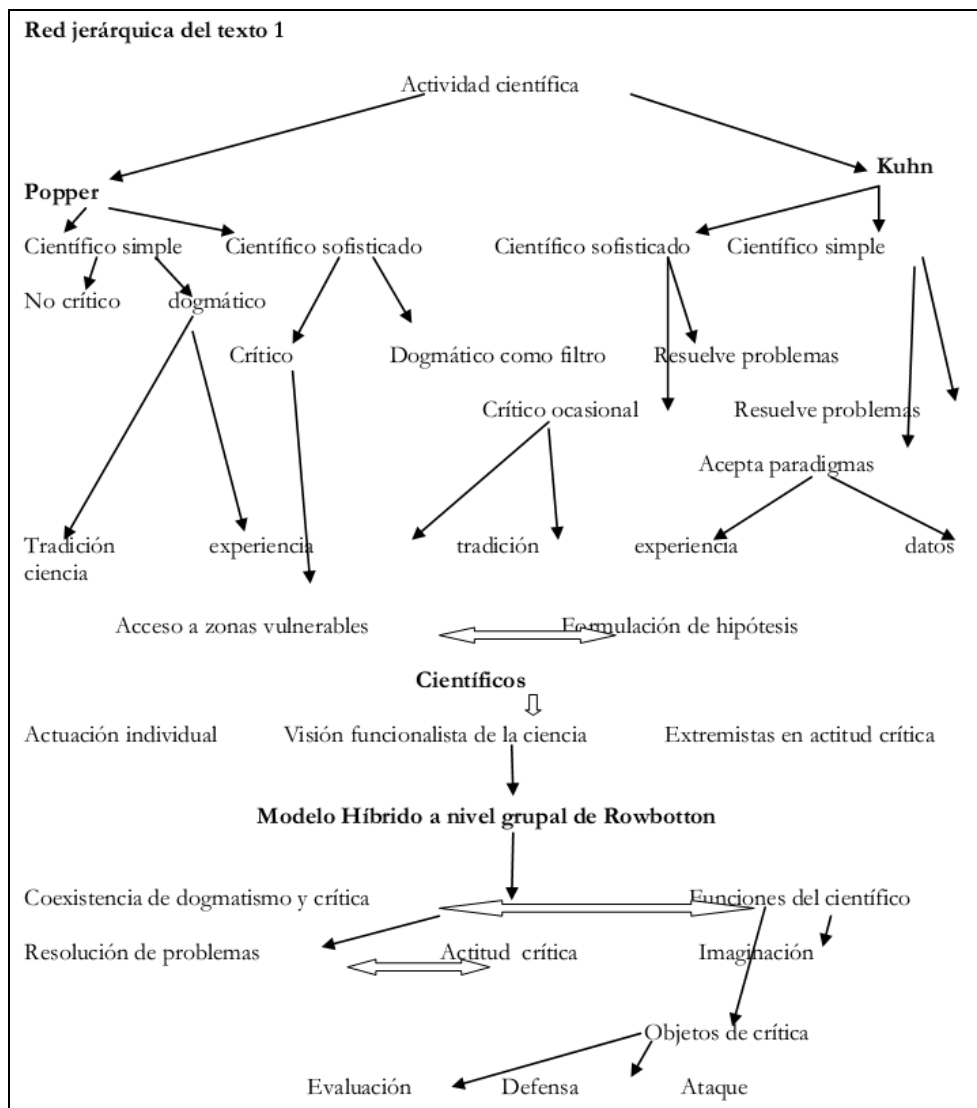 Red jerárquica del texto 1
Actividad científica
Kuhn
Popper
Científico simple Científico sofisticado Científico sofisticado Científico simple
No crítico dogmático
Crítico Dogmático como filtro Resuelve problemas
Crítico ocasional Resuelve problemas
Acepta paradigmas
Tradición experiencia tradición experiencia datos
ciencia
Acceso a zonas vulnerables Formulación de hipótesis
Científicos
Actuación individual Visión funcionalista de la ciencia Extremistas en actitud crítica
Modelo Híbrido a nivel grupal de Rowbotton
Coexistencia de dogmatismo y crítica Funciones del científico
Resolución de problemas Actitud crítica Imaginación
Objetos de crítica
Evaluación Defensa Ataque